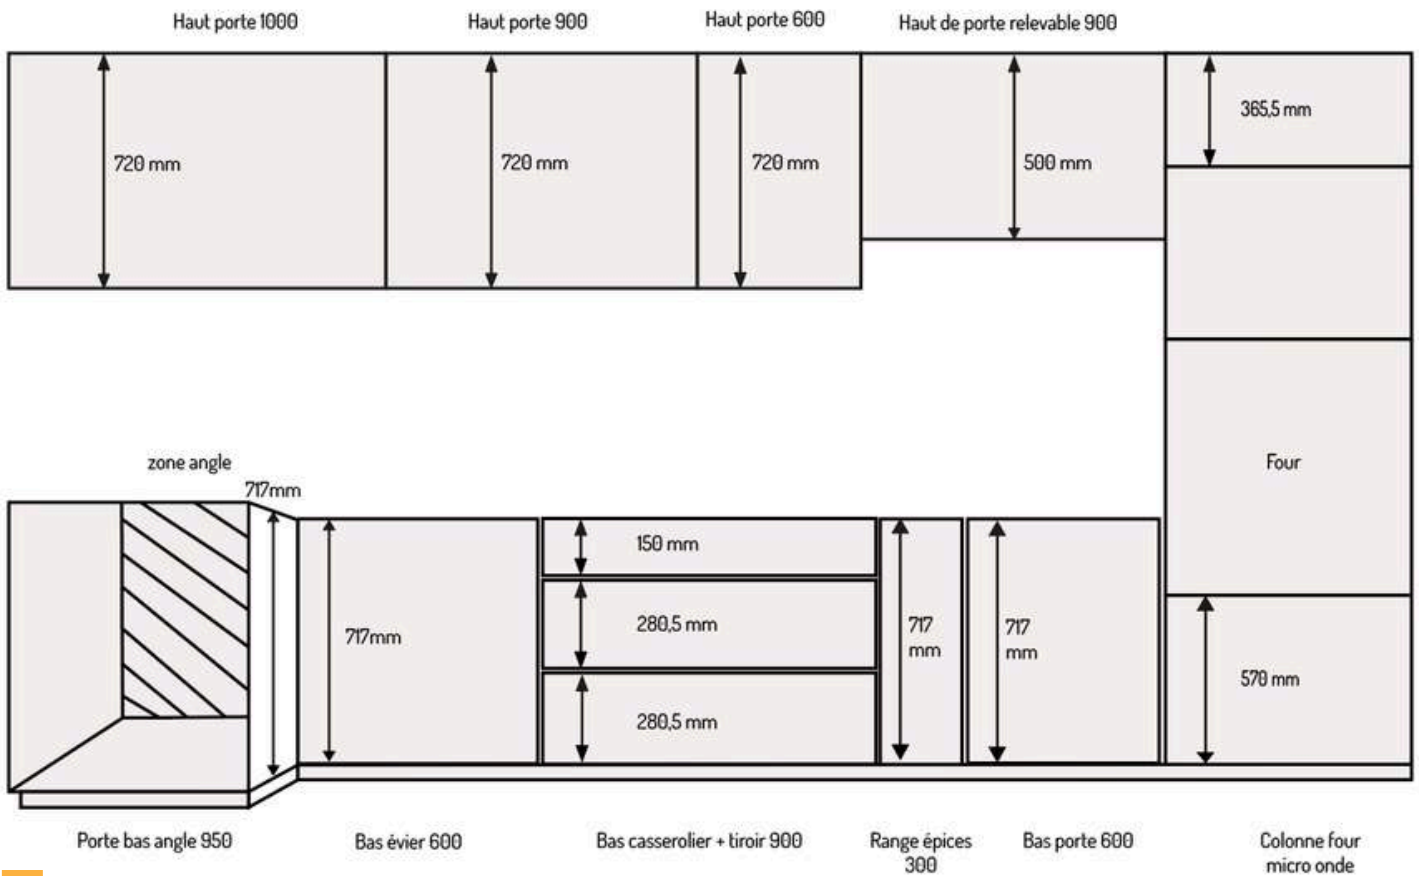 Haut porte 1000
Haut porte 900
Haut porte 600
Haut de porte relevable 900
720 mm
720 mm
720 mm
500 mm
365,5 mm
Four
zone angle
717mm
717mm
150 mm
280,5 mm
280,5 mm
717
mm
717
mm
570 mm
Porte bas angle 950
Bas évier 600
Bas casserolier + tiroir 900
Range épices
300
Bas porte 600
Colonne four
micro onde